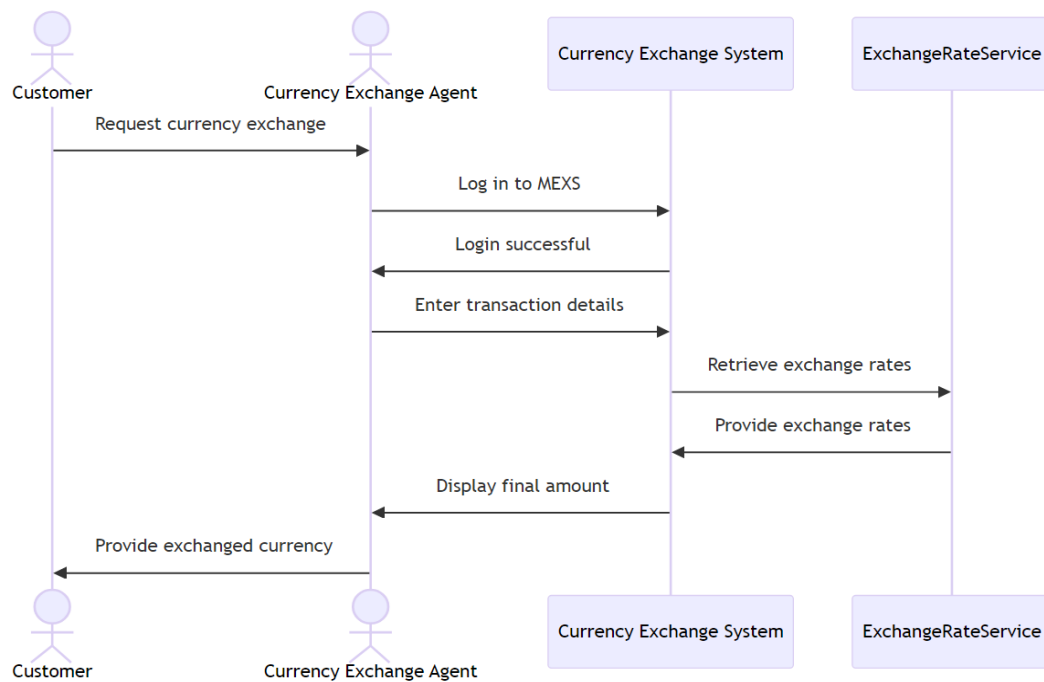 Currency Exchange System
ExchangeRateService
Customer
Currency Exchange Agent
Request currency exchange
Log in to MEXS
Login successful
Enter transaction details
Retrieve exchange rates
Provide exchange rates
Display final amount
Provide exchanged currency
Currency Exchange System
ExchangeRateService
Customer
Currency Exchange Agent